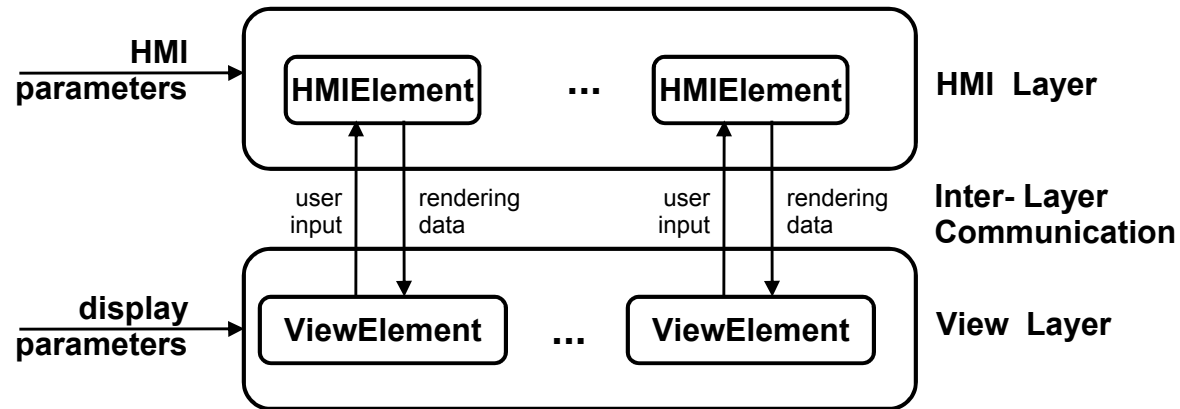 HMI
parameters
HMIElement
...
HMIElement
HMI Layer
user
input
rendering
data
user
input
rendering
data
Inter- Layer
Communication
display
parameters
ViewElement
...
ViewElement
View Layer